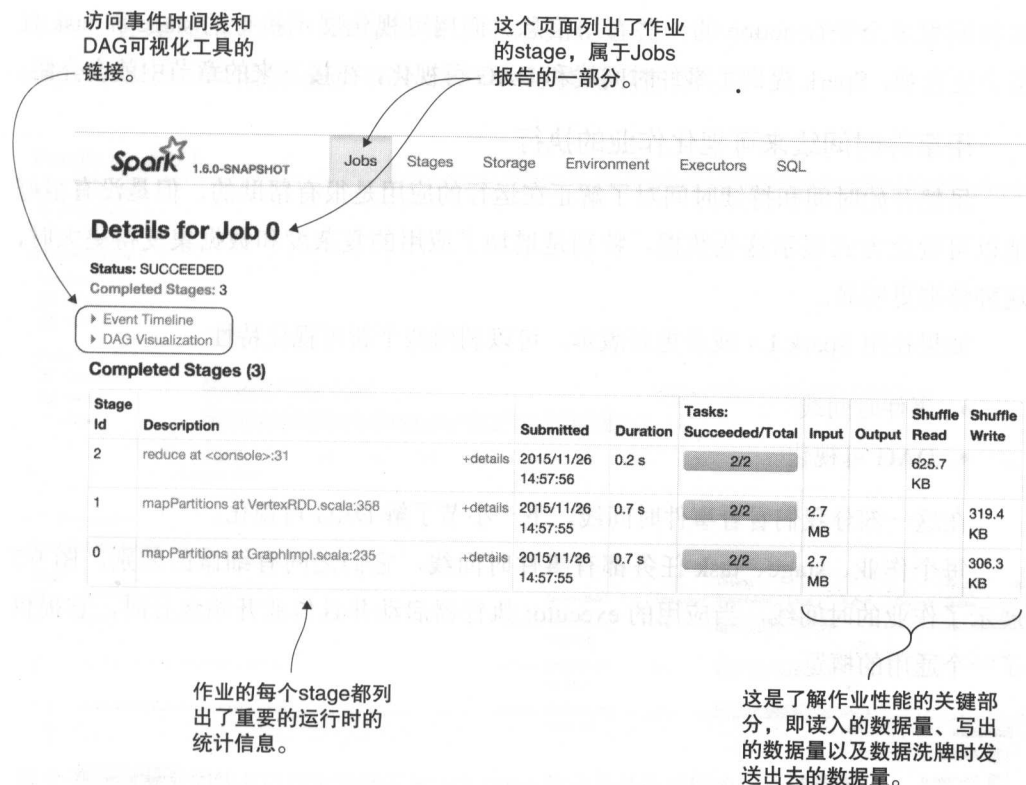 访问事件时间线和
DAG可视化工具的
链接。
这个页面列出了作业
的stage，属于Jobs
报告的一部分。
Spark 1.6.0-SNAPSHOT Jobs Stages Storage Environment Executors SQL
Details for Job 0
Status: SUCCEEDED
Completed Stages: 3
Event Timeline
DAG Visualization
Completed Stages (3)
Stage Id Description Submitted Duration Tasks: Succeeded/Total Input Output Shuffle Read Shuffle Write
2 reduce at <console>:31 +details 2015/11/26 14:57:56 0.2 s 2/2 625.7 KB
1 mapPartitions at VertexRDD.scala:358 +details 2015/11/26 14:57:55 0.7 s 2/2 2.7 MB 319.4 KB
0 mapPartitions at GraphImpl.scala:235 +details 2015/11/26 14:57:55 0.7 s 2/2 2.7 MB 306.3 KB
作业的每个stage都列
出了重要的运行时的
统计信息。
这是了解作业性能的关键部
分，即读入的数据量、写出
的数据量以及数据洗牌时发
送出去的数据量。